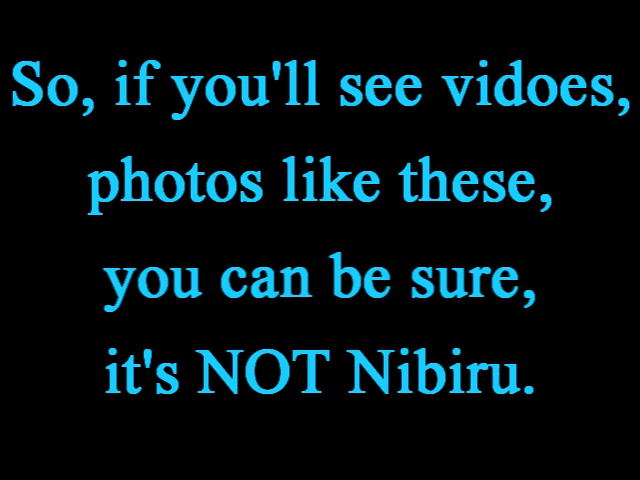 So, if you'll see vidoes,
photos like these,
you can be sure,
it's NOT Nibiru.